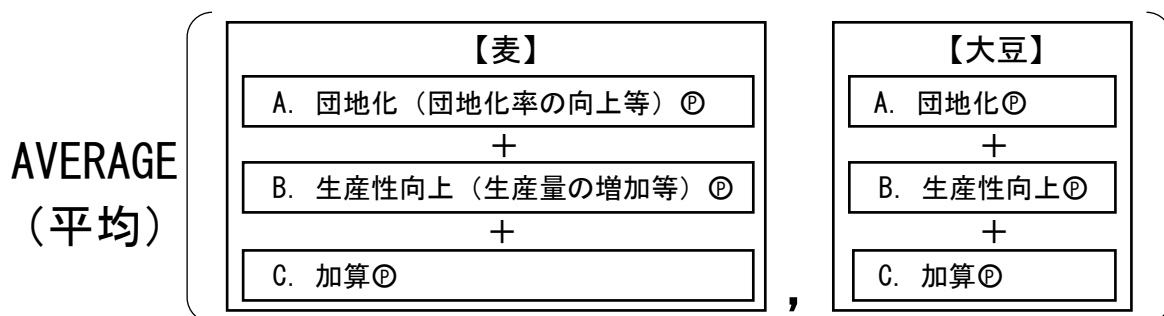 AVERAGE
（平均）
【麦】
A. 団地化（団地化率の向上等）Ⓟ
＋
B. 生産性向上（生産量の増加等）Ⓟ
＋
C. 加算Ⓟ
,
【大豆】
A. 団地化Ⓟ
＋
B. 生産性向上Ⓟ
＋
C. 加算Ⓟ